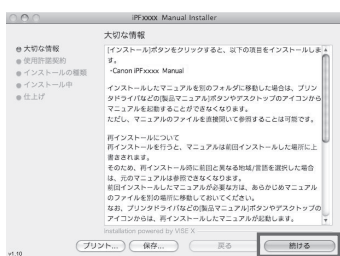 iPFxxxx Manual Installer
大切な情報
大切な情報
使用許諾契約
インストールの種類
インストール中
仕上げ
[インストール]ボタンをクリックすると、以下の項目をインストールしま
す。
・Canon iPFxxxx Manual
インストールしたマニュアルを別のフォルダに移動した場合は、プリン
タドライバなどの[製品マニュアル]ボタンやデスクトップのアイコンから
マニュアルを起動することができなくなります。
ただし、マニュアルのファイルを直接開いて参照することは可能です。
再インストールについて
再インストールを行うと、マニュアルは前回インストールした場所に上
書きされます。
そのため、再インストール時に前回と異なる地域/言語を選択した場合
は、元のマニュアルは参照できなくなります。
前回インストールしたマニュアルが必要な方は、あらかじめマニュアル
のファイルを別の場所に移動しておいてください。
なお、プリンタドライバなどの[製品マニュアル]ボタンやデスクトップの
アイコンからは、再インストールしたマニュアルが起動します。
Installation powered by VISE X
プリント... 保存... 戻る 続ける
v1.10